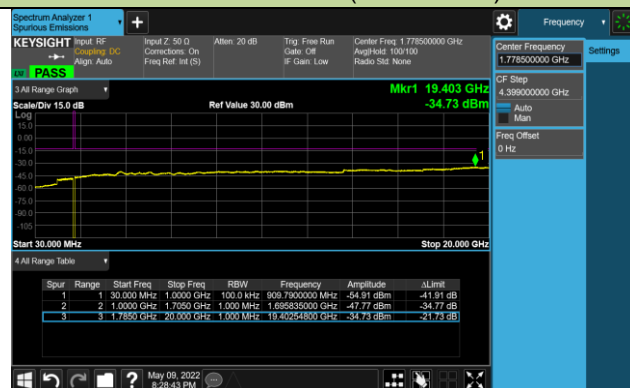 Spectrum Analyzer 1
Spurious Emissions
Frequency
KEYSIGHT Input: RF
Coupling: DC
Align: Auto
Input Z: 50 Ω
Corrections: On
Freq Ref: Int (S)
Atten: 20 dB
Trig: Free Run
Gate: Off
IF Gain: Low
Center Freq: 1.778500000 GHz
Avg|Hold: 100/100
Radio Std: None
PASS
Center Frequency
1.778500000 GHz
Settings
CF Step
4.399000000 GHz
Auto
Man
Freq Offset
0 Hz
3 All Range Graph
Mkr1 19.403 GHz
Scale/Div 15.0 dB
Ref Value 30.00 dBm
-34.73 dBm
Log
15.0
0.00
-15.0
-30.0
-45.0
-60.0
-75.0
-90.0
-105
1
Start 30.000 MHz
Stop 20.000 GHz
4 All Range Table
Spur Range Start Freq Stop Freq RBW Frequency Amplitude ΔLimit
1 1 30.000 MHz 1.0000 GHz 100.0 kHz 909.7900000 MHz -54.91 dBm -41.91 dB
2 2 1.0000 GHz 1.7050 GHz 1.000 MHz 1.695835000 GHz -47.77 dBm -34.77 dB
3 3 1.7850 GHz 20.000 GHz 1.000 MHz 19.40254800 GHz -34.73 dBm -21.73 dB
May 09, 2022
8:28:43 PM